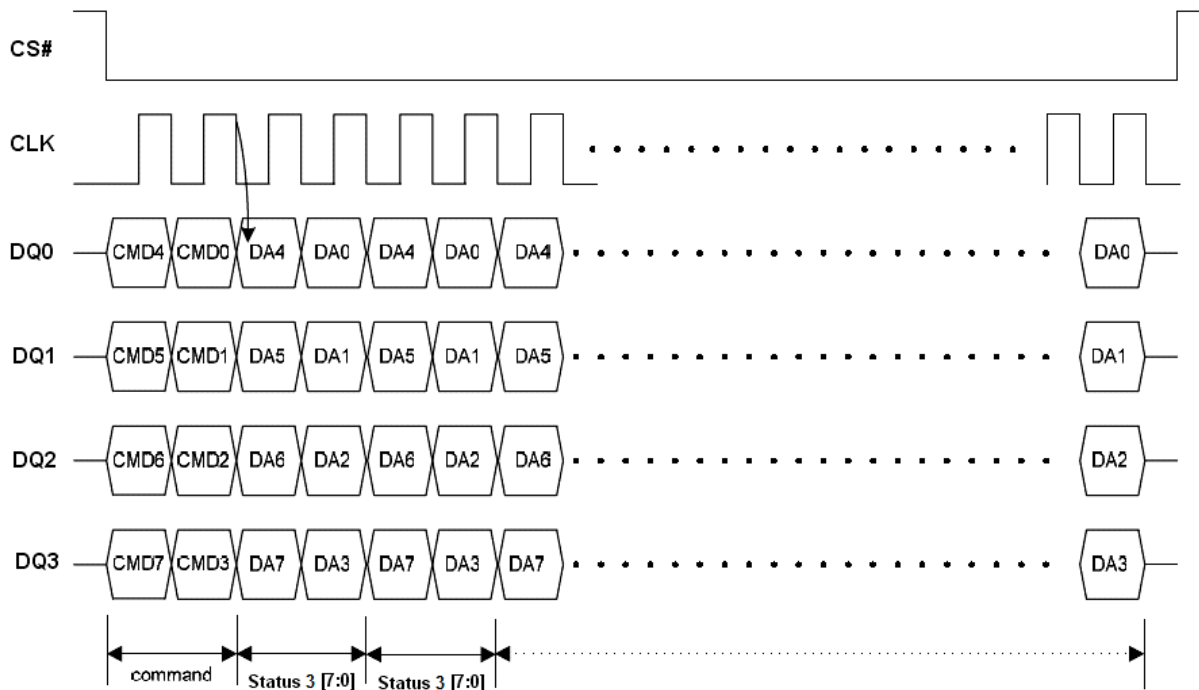 CS#
CLK
DQ0 CMD4 CMD0 DA4 DA0 DA4 DA0 DA4 DA0
DQ1 CMD5 CMD1 DA5 DA1 DA5 DA1 DA5 DA1
DQ2 CMD6 CMD2 DA6 DA2 DA6 DA2 DA6 DA2
DQ3 CMD7 CMD3 DA7 DA3 DA7 DA3 DA7 DA3
command Status 3 [7:0] Status 3 [7:0]